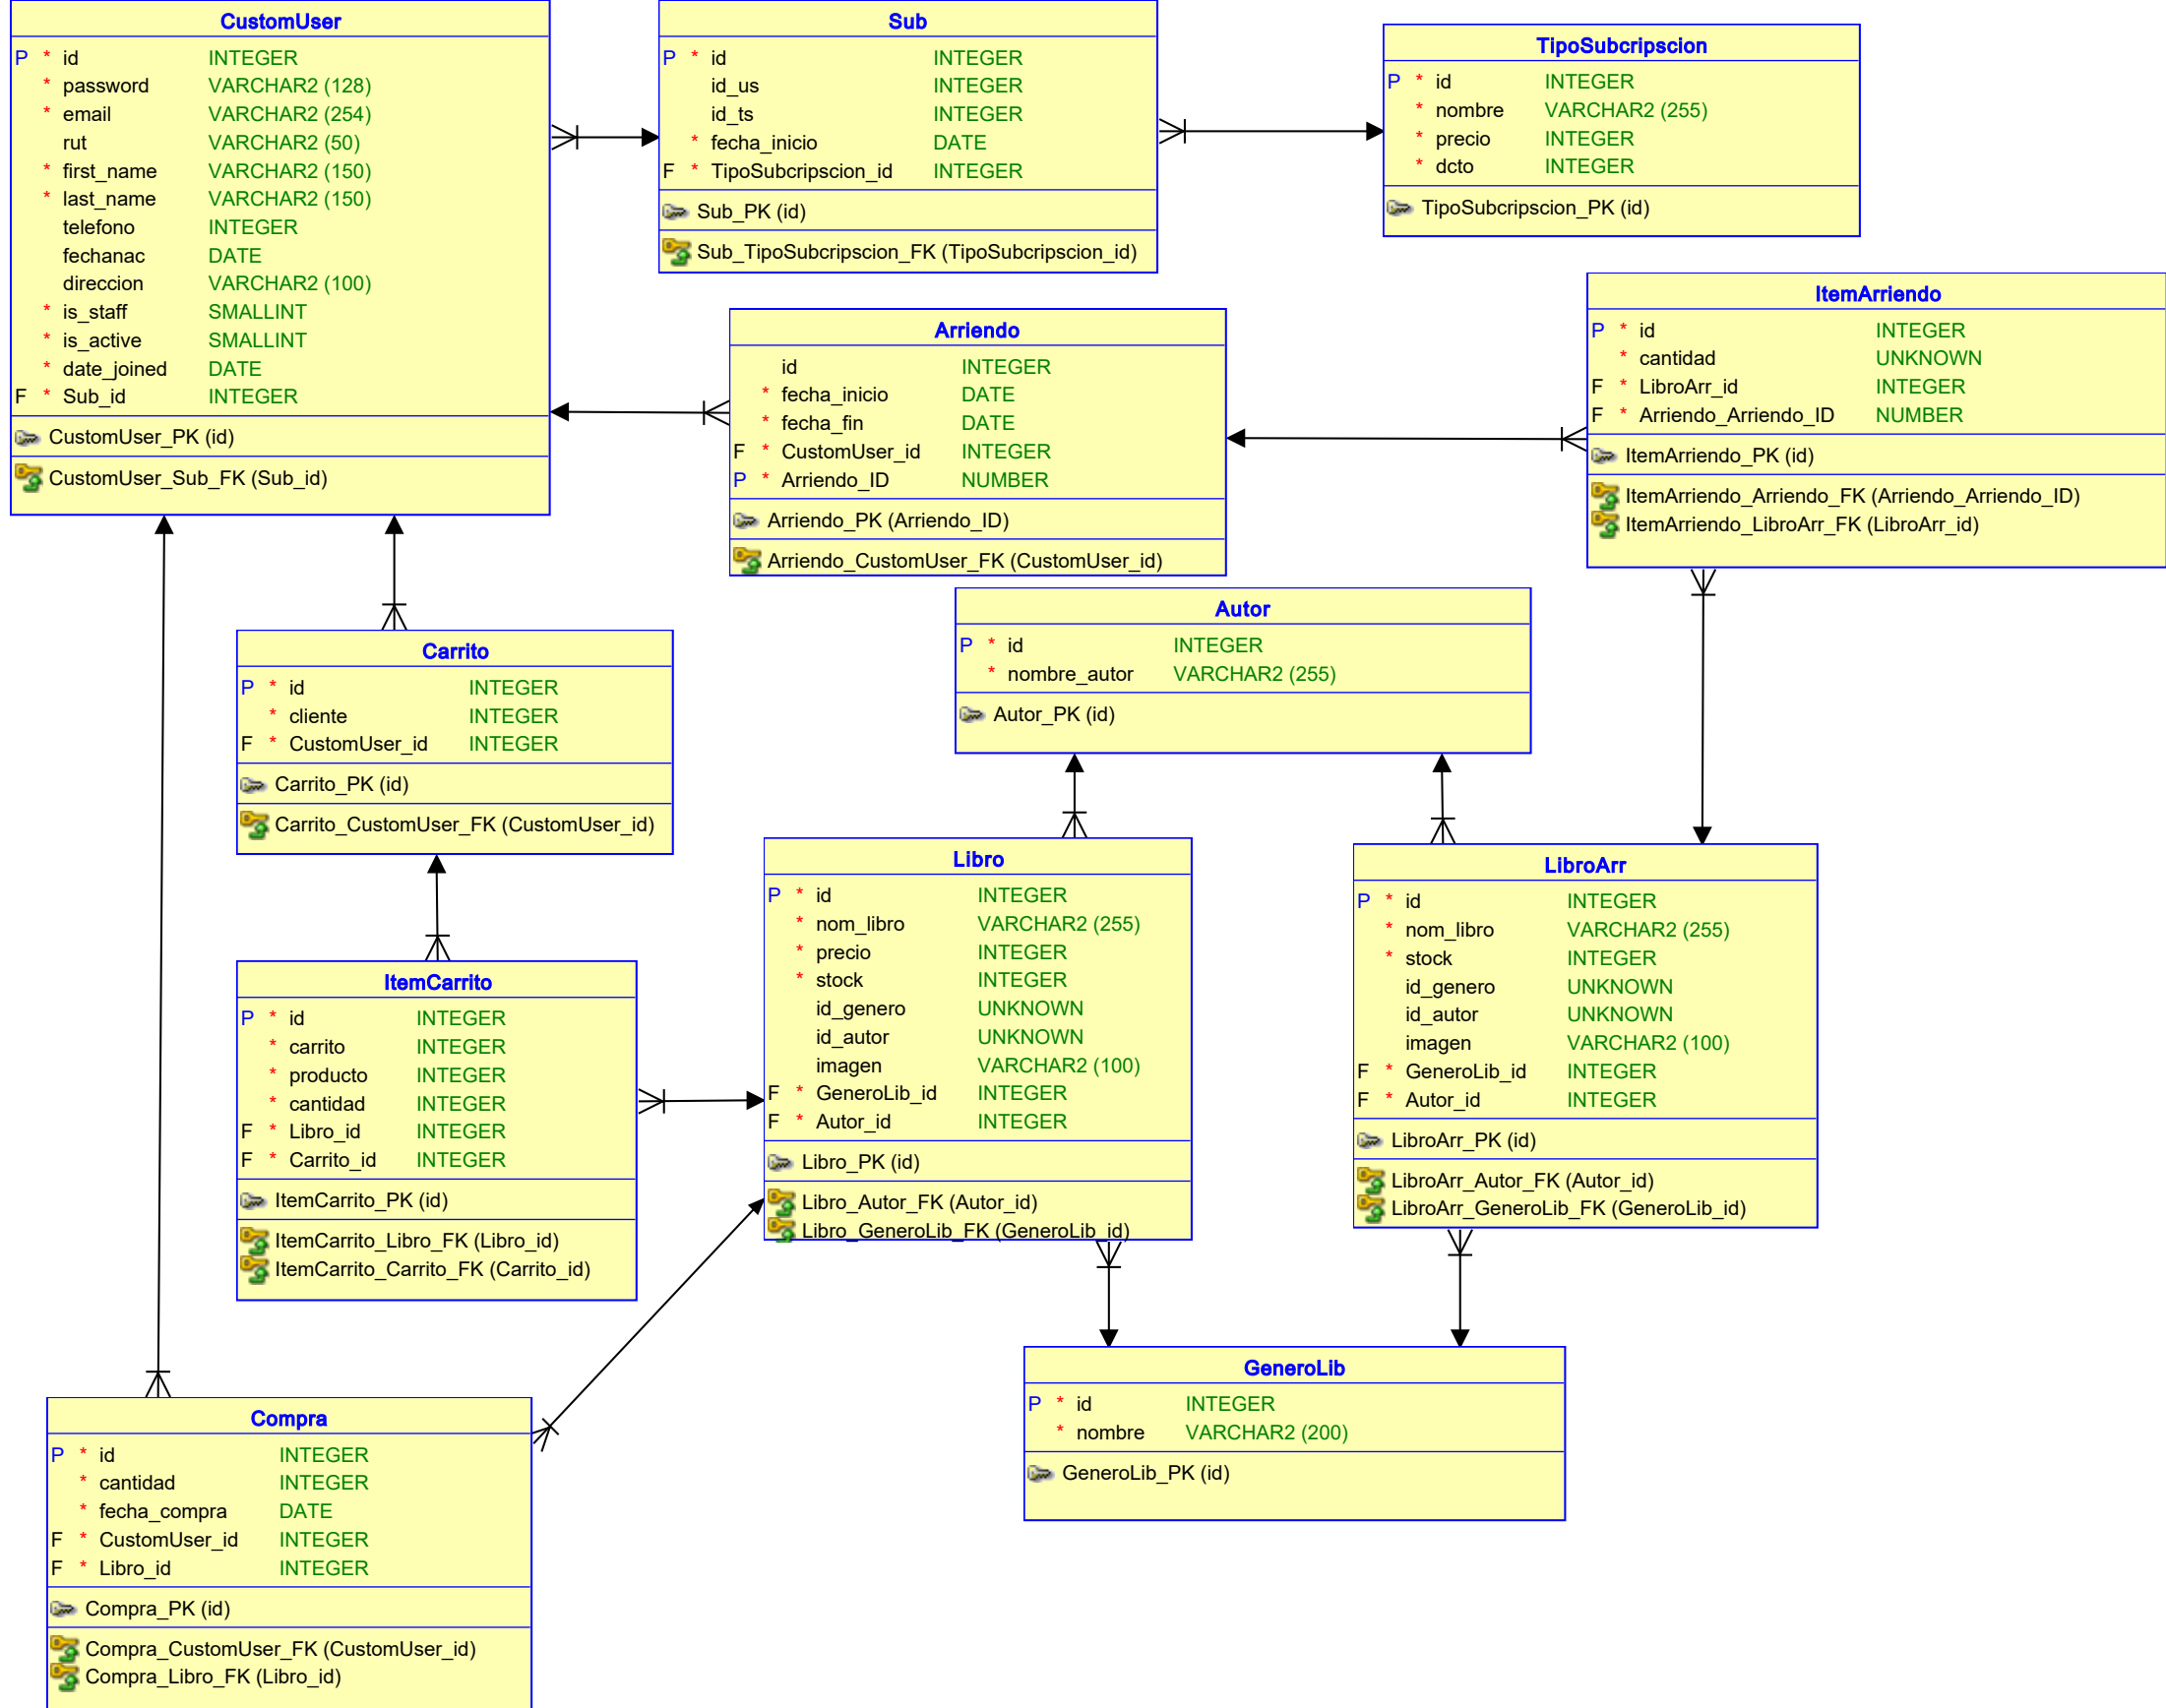 CustomUser
P * id INTEGER
* password VARCHAR2 (128)
* email VARCHAR2 (254)
rut VARCHAR2 (50)
* first_name VARCHAR2 (150)
* last_name VARCHAR2 (150)
telefono INTEGER
fechanac DATE
direccion VARCHAR2 (100)
* is_staff SMALLINT
* is_active SMALLINT
* date_joined DATE
F * Sub_id INTEGER
CustomUser_PK (id)
CustomUser_Sub_FK (Sub_id)
Sub
P * id INTEGER
id_us INTEGER
id_ts INTEGER
* fecha_inicio DATE
F * TipoSubcripscion_id INTEGER
Sub_PK (id)
Sub_TipoSubcripscion_FK (TipoSubcripscion_id)
TipoSubcripscion
P * id INTEGER
* nombre VARCHAR2 (255)
* precio INTEGER
* dcto INTEGER
TipoSubcripscion_PK (id)
Arriendo
id INTEGER
* fecha_inicio DATE
* fecha_fin DATE
F * CustomUser_id INTEGER
P * Arriendo_ID NUMBER
Arriendo_PK (Arriendo_ID)
Arriendo_CustomUser_FK (CustomUser_id)
ItemArriendo
P * id INTEGER
* cantidad UNKNOWN
F * LibroArr_id INTEGER
F * Arriendo_Arriendo_ID NUMBER
ItemArriendo_PK (id)
ItemArriendo_Arriendo_FK (Arriendo_Arriendo_ID)
ItemArriendo_LibroArr_FK (LibroArr_id)
Autor
P * id INTEGER
* nombre_autor VARCHAR2 (255)
Autor_PK (id)
Carrito
P * id INTEGER
* cliente INTEGER
F * CustomUser_id INTEGER
Carrito_PK (id)
Carrito_CustomUser_FK (CustomUser_id)
Libro
P * id INTEGER
* nom_libro VARCHAR2 (255)
* precio INTEGER
* stock INTEGER
id_genero UNKNOWN
id_autor UNKNOWN
imagen VARCHAR2 (100)
F * GeneroLib_id INTEGER
F * Autor_id INTEGER
Libro_PK (id)
Libro_Autor_FK (Autor_id)
Libro_GeneroLib_FK (GeneroLib_id)
LibroArr
P * id INTEGER
* nom_libro VARCHAR2 (255)
* stock INTEGER
id_genero UNKNOWN
id_autor UNKNOWN
imagen VARCHAR2 (100)
F * GeneroLib_id INTEGER
F * Autor_id INTEGER
LibroArr_PK (id)
LibroArr_Autor_FK (Autor_id)
LibroArr_GeneroLib_FK (GeneroLib_id)
ItemCarrito
P * id INTEGER
* carrito INTEGER
* producto INTEGER
* cantidad INTEGER
F * Libro_id INTEGER
F * Carrito_id INTEGER
ItemCarrito_PK (id)
ItemCarrito_Libro_FK (Libro_id)
ItemCarrito_Carrito_FK (Carrito_id)
GeneroLib
P * id INTEGER
* nombre VARCHAR2 (200)
GeneroLib_PK (id)
Compra
P * id INTEGER
* cantidad INTEGER
* fecha_compra DATE
F * CustomUser_id INTEGER
F * Libro_id INTEGER
Compra_PK (id)
Compra_CustomUser_FK (CustomUser_id)
Compra_Libro_FK (Libro_id)